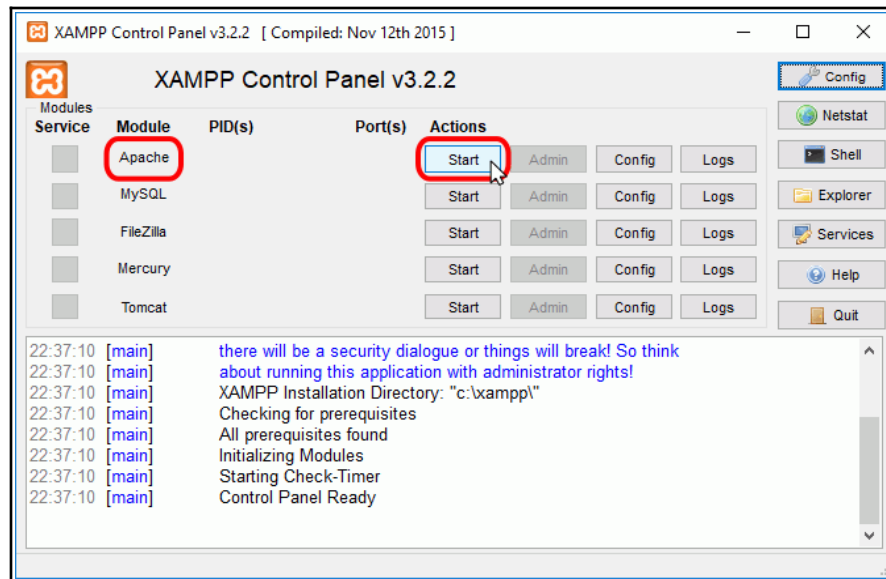 XAMPP Control Panel v3.2.2 [ Compiled: Nov 12th 2015 ]
XAMPP Control Panel v3.2.2
Config
Modules
Service Module PID(s) Port(s) Actions
Netstat
Apache Start Admin Config Logs
Shell
MySQL Start Admin Config Logs
Explorer
FileZilla Start Admin Config Logs
Services
Mercury Start Admin Config Logs
Help
Tomcat Start Admin Config Logs
Quit
22:37:10 [main] there will be a security dialogue or things will break! So think
22:37:10 [main] about running this application with administrator rights!
22:37:10 [main] XAMPP Installation Directory: "c:\xampp\"
22:37:10 [main] Checking for prerequisites
22:37:10 [main] All prerequisites found
22:37:10 [main] Initializing Modules
22:37:10 [main] Starting Check-Timer
22:37:10 [main] Control Panel Ready